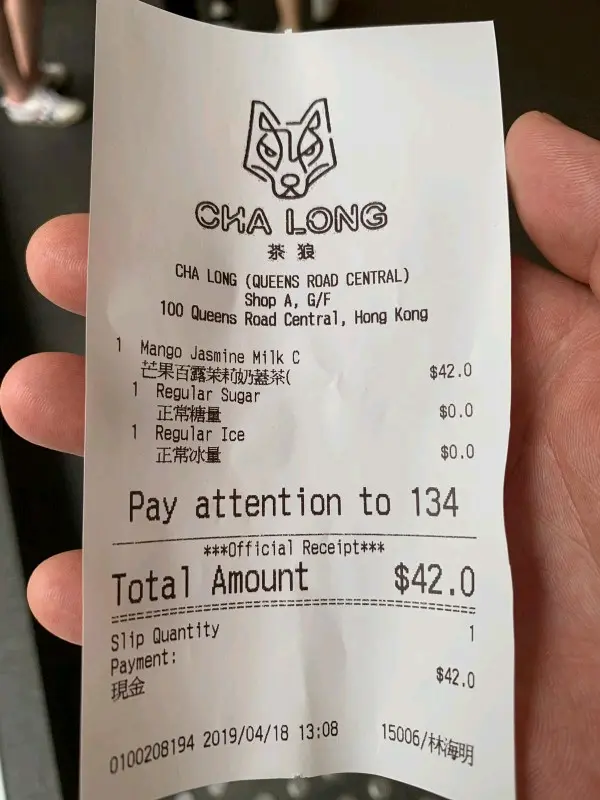 CHA LONG
茶 狼
CHA LONG (QUEENS ROAD CENTRAL)
Shop A, G/F
100 Queens Road Central, Hong Kong
1 Mango Jasmine Milk C
芒果百露茉莉奶蓋茶( $42.0
1 Regular Sugar
正常糖量 $0.0
1 Regular Ice
正常冰量 $0.0
Pay attention to 134
***Official Receipt***
Total Amount $42.0
Slip Quantity 1
Payment:
現金 $42.0
0100208194 2019/04/18 13:08 15006/林海明